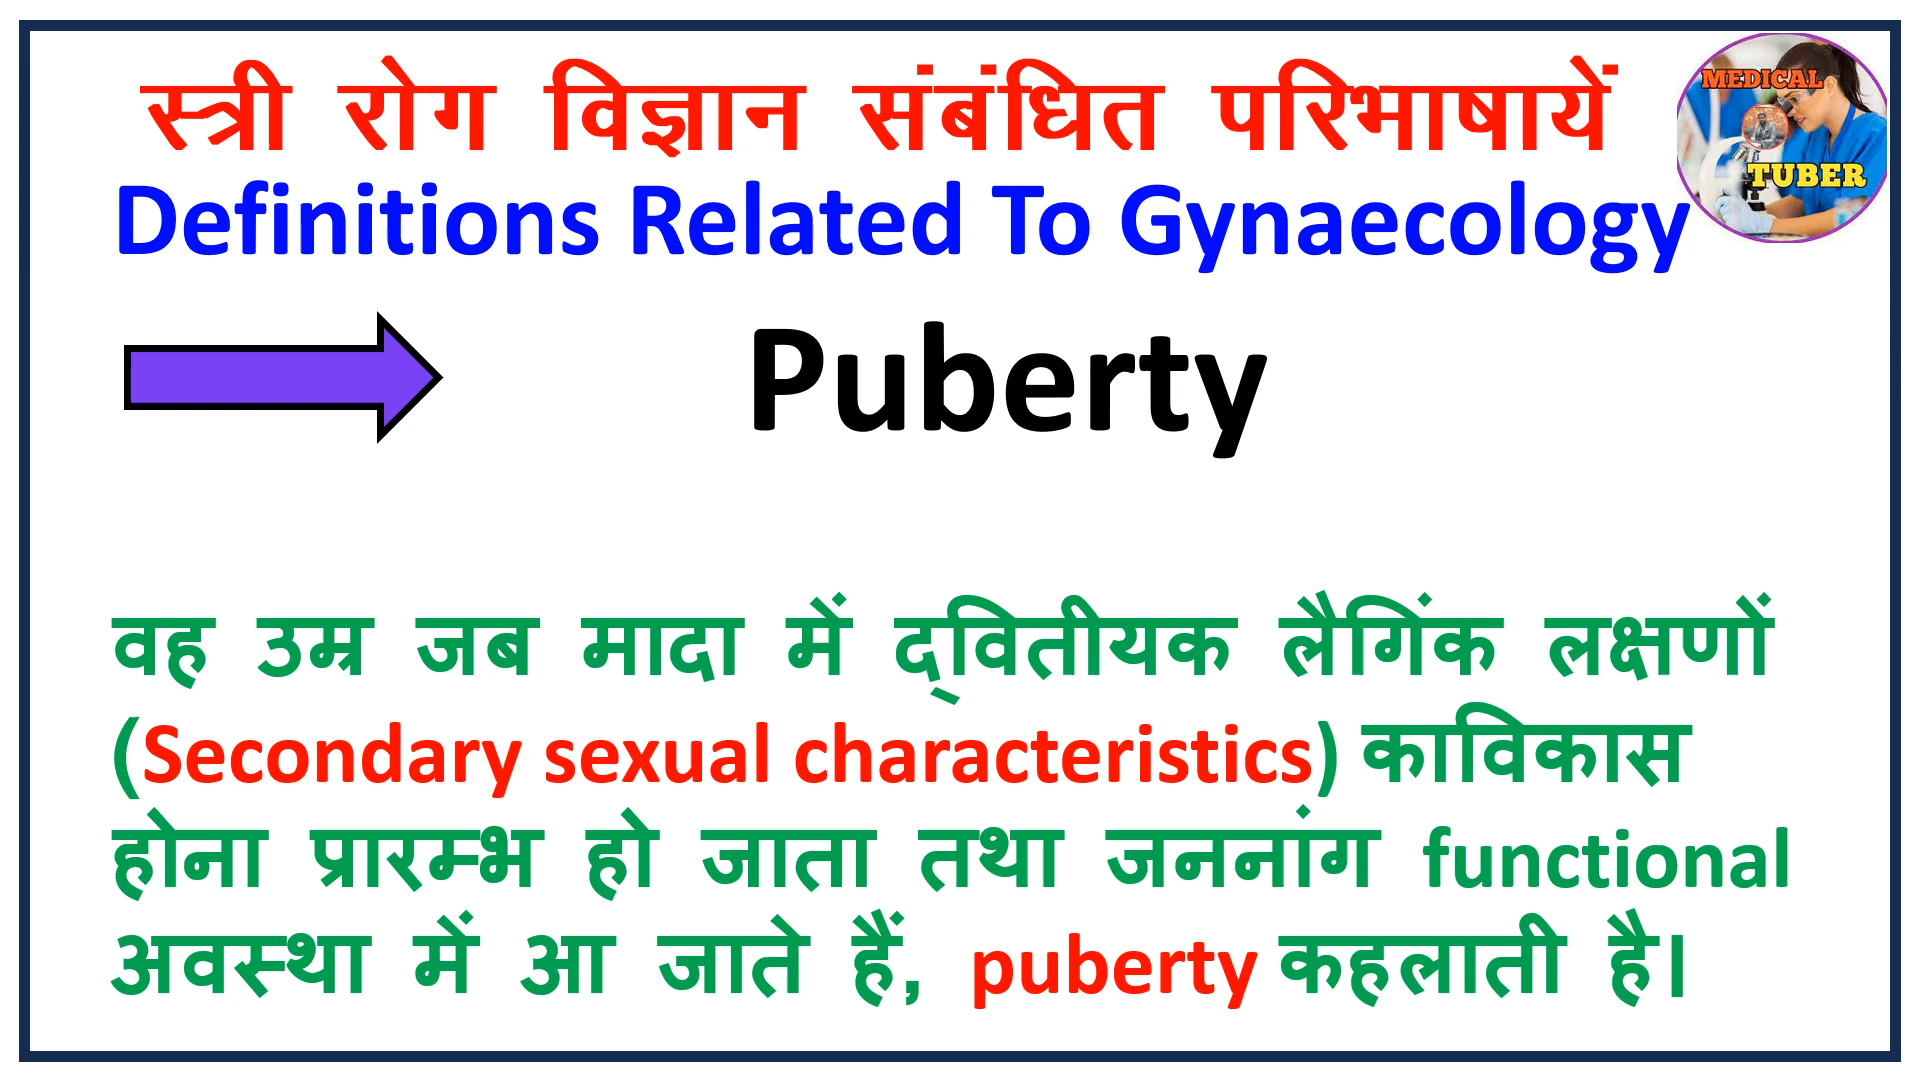 स्त्री रोग विज्ञान संबंधित परिभाषायें
MEDICAL
TUBER
Definitions Related To Gynaecology
Puberty
वह उम्र जब मादा में द्वितीयक लैगिंक लक्षणों
(Secondary sexual characteristics) काविकास
होना प्रारम्भ हो जाता तथा जननांग functional
अवस्था में आ जाते हैं, puberty कहलाती है।